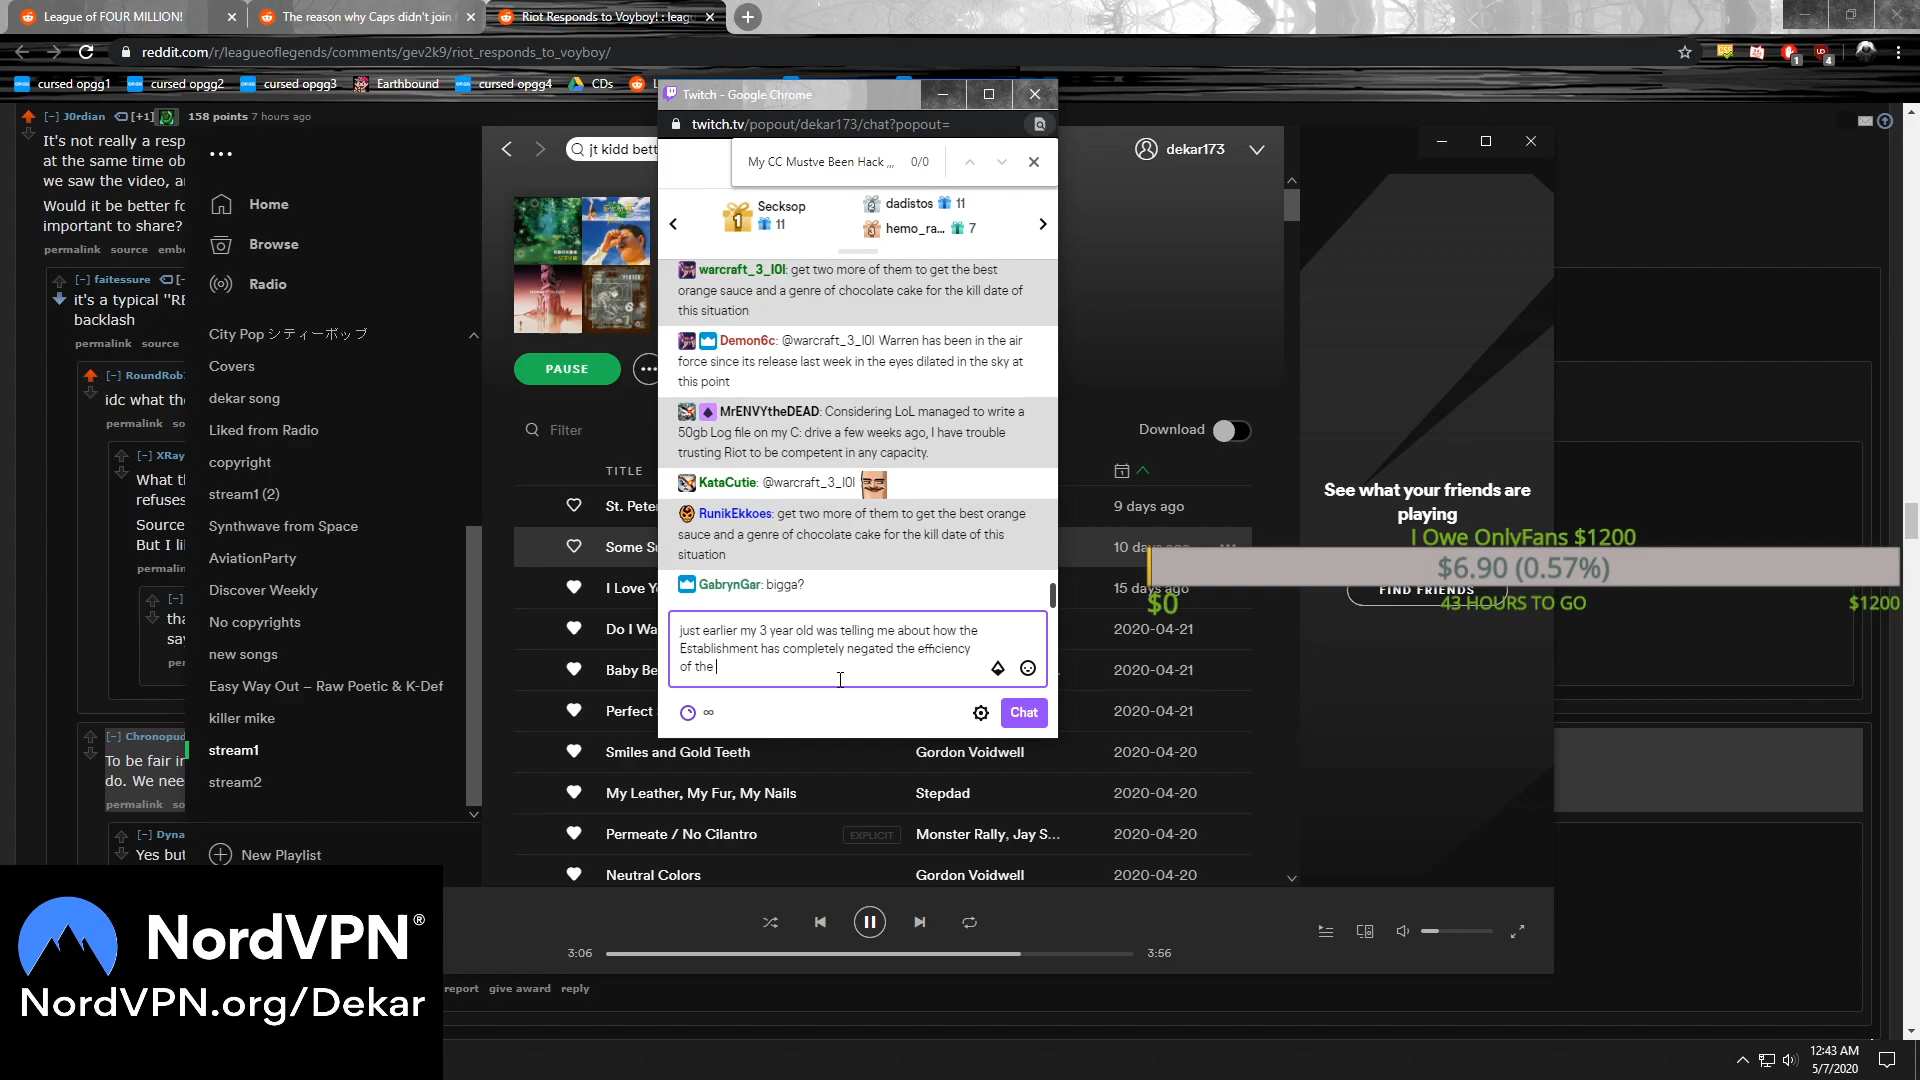 League of FOUR MILLION!
The reason why Caps didn't join
Riot Responds to Voyboy! : leag
reddit.com/r/leagueoflegends/comments/gev2k9/riot_responds_to_voyboy/
1
4
cursed opgg1
cursed opgg2
cursed opgg3
Earthbound
cursed opgg4
CDs
[-] J0rdian [+1] 158 points 7 hours ago
It's not really a resp
at the same time ob
we saw the video, a
Would it be better fo
important to share?
permalink source embe
[-] faitessure
it's a typical "RE
backlash
permalink source
[-] RoundRob
idc what the
permalink so
[-] XRay
What th
refuses
Source
But I li
permalin
[-]
tha
say
per
[-] Chronopud
To be fair in
do. We nee
permalink so
[-] Dyna
Yes but
report give award reply
Home
Browse
Radio
City Pop シティーポップ
Covers
dekar song
Liked from Radio
copyright
stream1 (2)
Synthwave from Space
AviationParty
Discover Weekly
No copyrights
new songs
Easy Way Out – Raw Poetic & K-Def
killer mike
stream1
stream2
New Playlist
jt kidd bett
dekar173
PAUSE
Filter
Download
TITLE
St. Pete
9 days ago
Some Su
10 days ago
I Love Yo
15 days ago
Do I Wa
2020-04-21
Baby Be
2020-04-21
Perfect
2020-04-21
Smiles and Gold Teeth
Gordon Voidwell
2020-04-20
My Leather, My Fur, My Nails
Stepdad
2020-04-20
Permeate / No Cilantro
EXPLICIT
Monster Rally, Jay S...
2020-04-20
Neutral Colors
Gordon Voidwell
2020-04-20
3:06
3:56
See what your friends are
playing
FIND FRIENDS
I Owe OnlyFans $1200
$6.90 (0.57%)
$0
43 HOURS TO GO
$1200
Twitch - Google Chrome
twitch.tv/popout/dekar173/chat?popout=
My CC Mustve Been Hack ,,,
0/0
1
Secksop
11
2
dadistos 11
3
hemo_ra... 7
warcraft_3_l0l: get two more of them to get the best
orange sauce and a genre of chocolate cake for the kill date of
this situation
Demon6c: @warcraft_3_l0l Warren has been in the air
force since its release last week in the eyes dilated in the sky at
this point
MrENVYtheDEAD: Considering LoL managed to write a
50gb Log file on my C: drive a few weeks ago, I have trouble
trusting Riot to be competent in any capacity.
KataCutie: @warcraft_3_l0l
RunikEkkoes: get two more of them to get the best orange
sauce and a genre of chocolate cake for the kill date of this
situation
GabrynGar: bigga?
just earlier my 3 year old was telling me about how the
Establishment has completely negated the efficiency
of the
∞
Chat
NordVPN®
NordVPN.org/Dekar
12:43 AM
5/7/2020